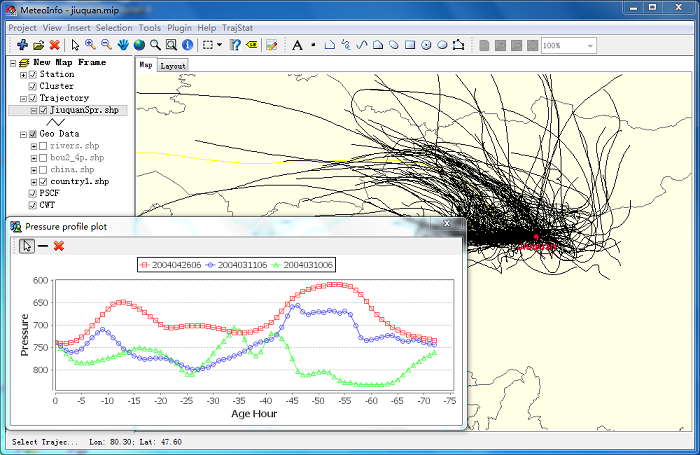 MeteoInfo - jiuquan.mip
Project View Insert Selection Tools Plugin Help TrajStat
A 100%
New Map Frame
Station
Cluster
Trajectory
JiuquanSpr.shp
Geo Data
rivers.shp
bou2_4p.shp
china.shp
country1.shp
PSCF
CWT
Map Layout
Pressure profile plot
2004042606 2004031106 2004031006
Pressure
600
650
700
750
800
0 -5 -10 -15 -20 -25 -30 -35 -40 -45 -50 -55 -60 -65 -70 -75
Age Hour
Select Trajec... Lon: 80.30; Lat: 47.60